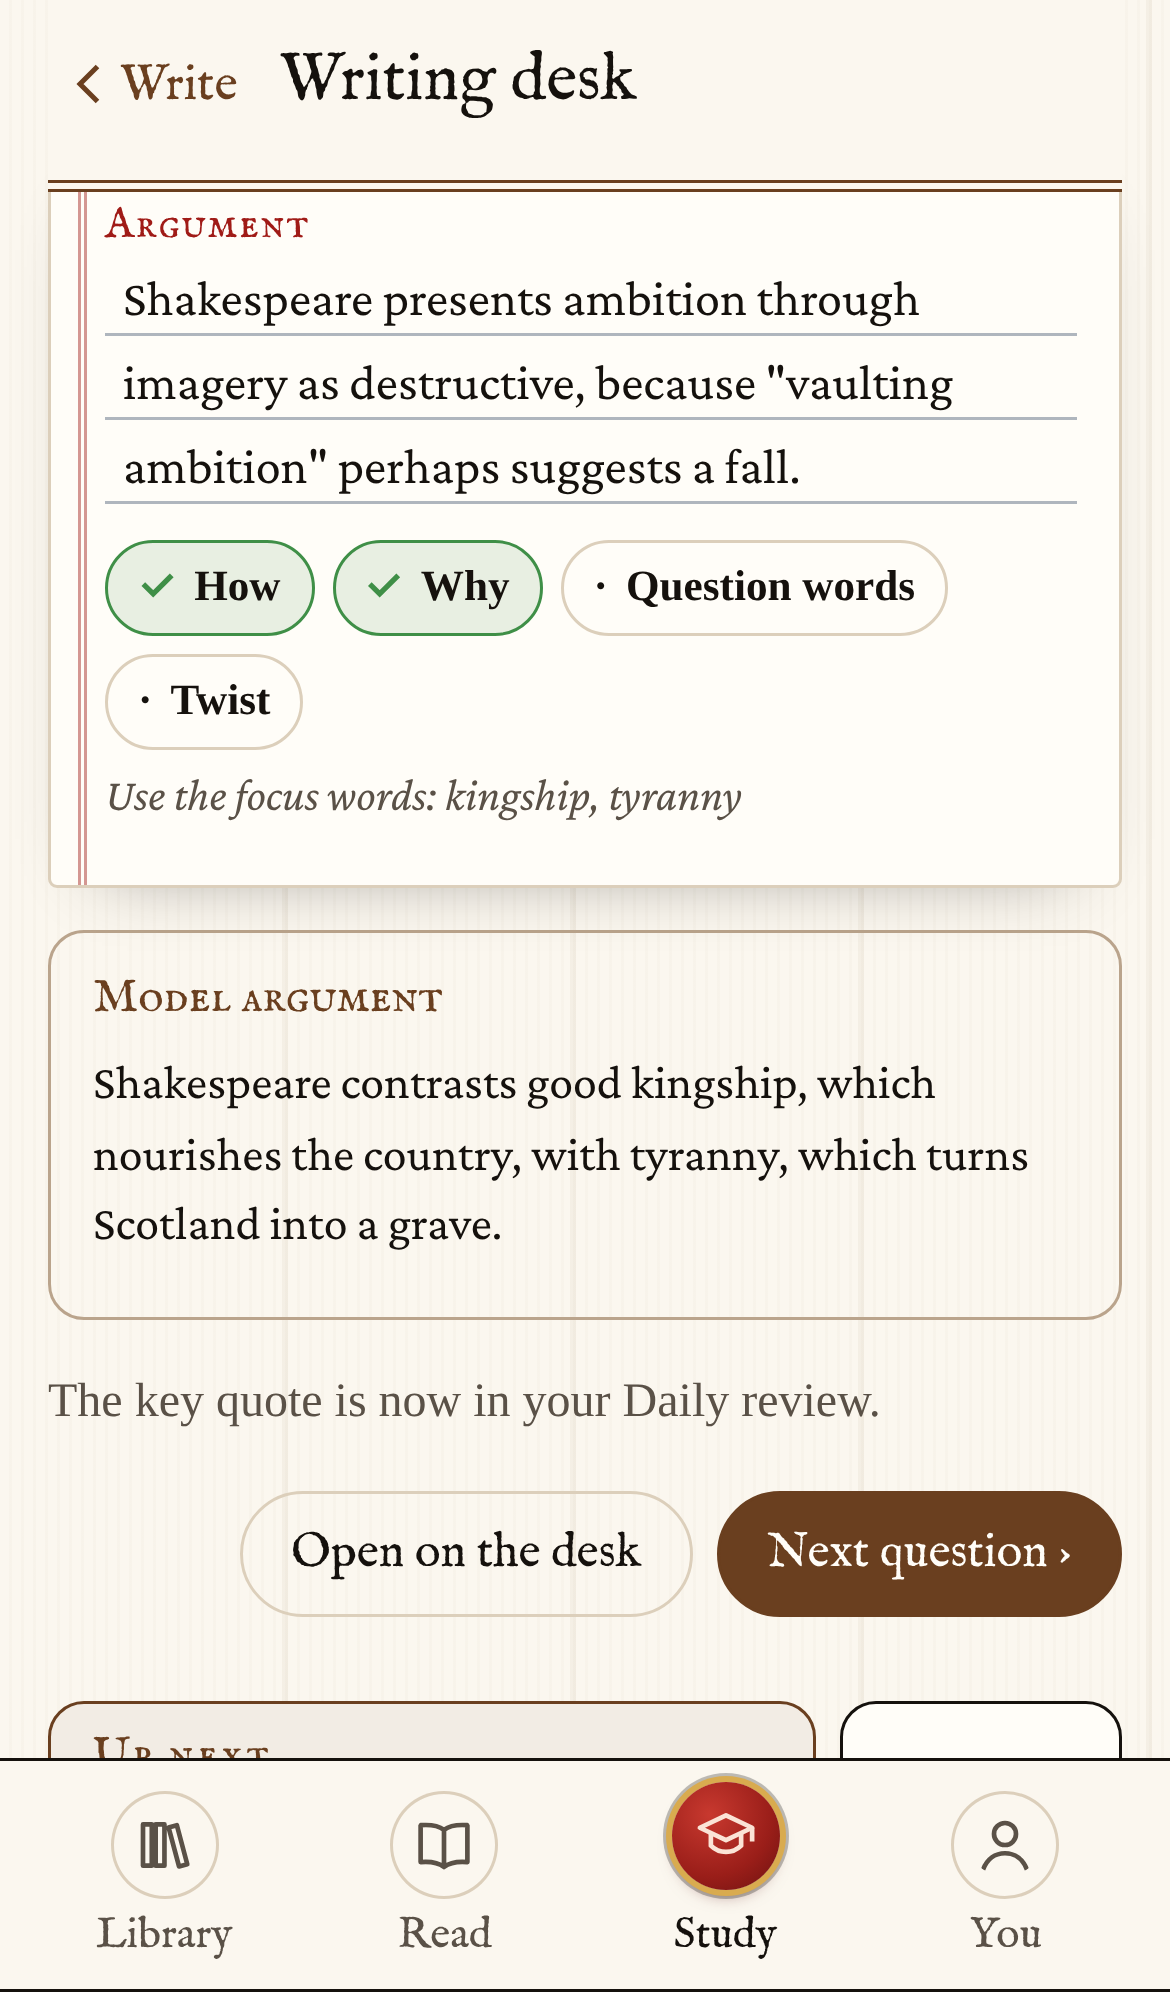 Write
Writing desk
Argument
Shakespeare presents ambition through
imagery as destructive, because "vaulting
ambition" perhaps suggests a fall.
How
Why
· Question words
· Twist
Use the focus words: kingship, tyranny
Model argument
Shakespeare contrasts good kingship, which
nourishes the country, with tyranny, which turns
Scotland into a grave.
The key quote is now in your Daily review.
Open on the desk
Next question ›
Up next
Library
Read
Study
You